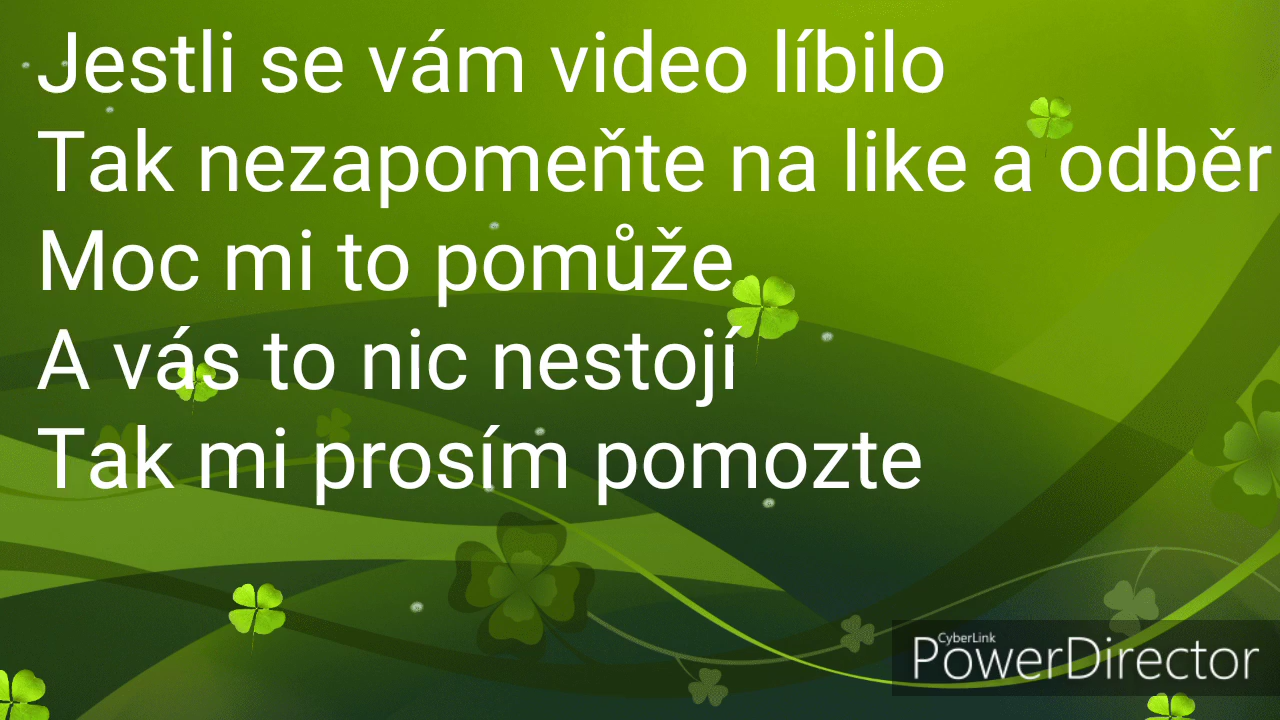 Jestli se vám video líbilo
Tak nezapomeňte na like a odběr
Moc mi to pomůže
A vás to nic nestojí
Tak mi prosím pomozte
CyberLink
PowerDirector